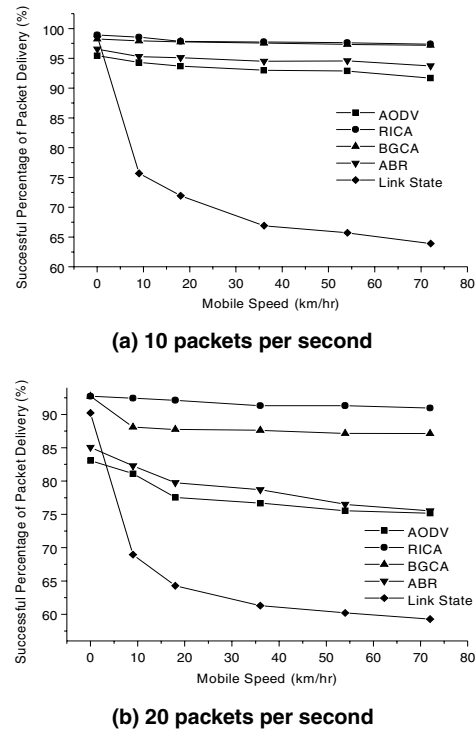 100
95
90
85
80
75
70
65
60
Successful Percentage of Packet Delivery (%)
AODV
RICA
BGCA
ABR
Link State
0 10 20 30 40 50 60 70 80
Mobile Speed (km/hr)
(a) 10 packets per second
90
85
80
75
70
65
60
Successful Percentage of Packet Delivery (%)
AODV
RICA
BGCA
ABR
Link State
0 10 20 30 40 50 60 70 80
Mobile Speed (km/hr)
(b) 20 packets per second